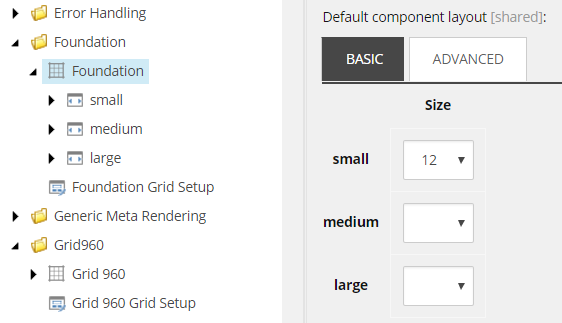 Error Handling
Foundation
Foundation
small
medium
large
Foundation Grid Setup
Generic Meta Rendering
Grid960
Grid 960
Grid 960 Grid Setup
Default component layout [shared]:
BASIC ADVANCED
Size
small 12
medium
large